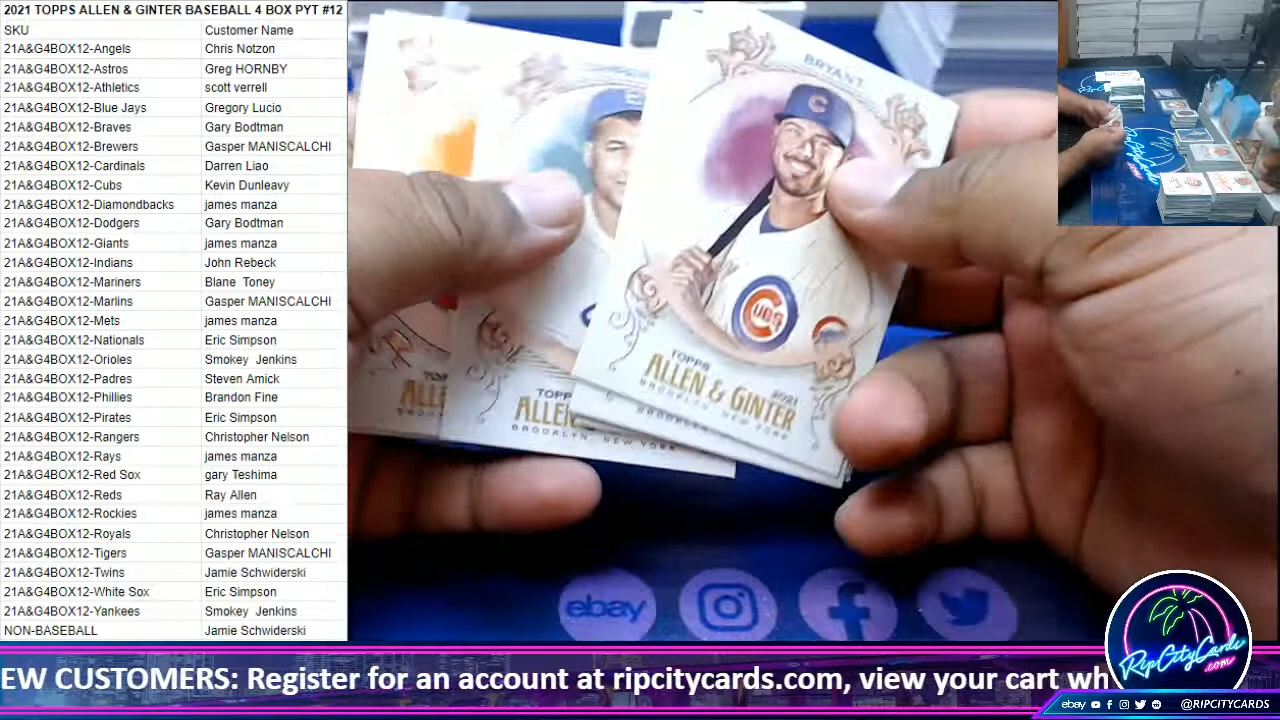 2021 TOPPS ALLEN & GINTER BASEBALL 4 BOX PYT #12
SKU Customer Name
21A&G4BOX12-Angels Chris Notzon
21A&G4BOX12-Astros Greg HORNBY
21A&G4BOX12-Athletics scott verrell
21A&G4BOX12-Blue Jays Gregory Lucio
21A&G4BOX12-Braves Gary Bodtman
21A&G4BOX12-Brewers Gasper MANISCALCHI
21A&G4BOX12-Cardinals Darren Liao
21A&G4BOX12-Cubs Kevin Dunleavy
21A&G4BOX12-Diamondbacks james manza
21A&G4BOX12-Dodgers Gary Bodtman
21A&G4BOX12-Giants james manza
21A&G4BOX12-Indians John Rebeck
21A&G4BOX12-Mariners Blane Toney
21A&G4BOX12-Marlins Gasper MANISCALCHI
21A&G4BOX12-Mets james manza
21A&G4BOX12-Nationals Eric Simpson
21A&G4BOX12-Orioles Smokey Jenkins
21A&G4BOX12-Padres Steven Amick
21A&G4BOX12-Phillies Brandon Fine
21A&G4BOX12-Pirates Eric Simpson
21A&G4BOX12-Rangers Christopher Nelson
21A&G4BOX12-Rays james manza
21A&G4BOX12-Red Sox gary Teshima
21A&G4BOX12-Reds Ray Allen
21A&G4BOX12-Rockies james manza
21A&G4BOX12-Royals Christopher Nelson
21A&G4BOX12-Tigers Gasper MANISCALCHI
21A&G4BOX12-Twins Jamie Schwiderski
21A&G4BOX12-White Sox Eric Simpson
21A&G4BOX12-Yankees Smokey Jenkins
NON-BASEBALL Jamie Schwiderski
BRYANT
C
CUBS
TOPPS 2021
ALLEN & GINTER
BROOKLYN, NEW YORK
TOPP
ALLEN
BROOKLYN, NEW YORK
TOP
ALL
ebay
EW CUSTOMERS: Register for an account at ripcitycards.com, view your cart wh
RipCityCards
.com
ebay @RIPCITYCARDS